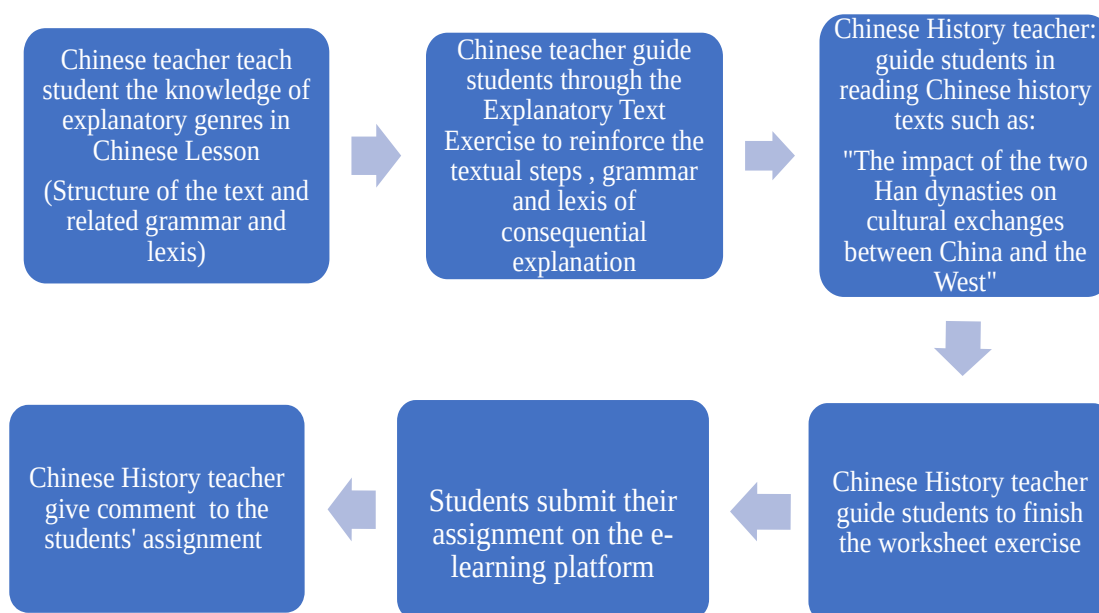 Chinese teacher teach
student the knowledge of
explanatory genres in
Chinese Lesson
(Structure of the text and
related grammar and
lexis)
Chinese teacher guide
students through the
Explanatory Text
Exercise to reinforce the
textual steps , grammar
and lexis of
consequential
explanation
Chinese History teacher:
guide students in
reading Chinese history
texts such as:
"The impact of the two
Han dynasties on
cultural exchanges
between China and the
West"
Chinese History teacher
guide students to finish
the worksheet exercise
Students submit their
assignment on the e-
learning platform
Chinese History teacher
give comment  to the
students' assignment